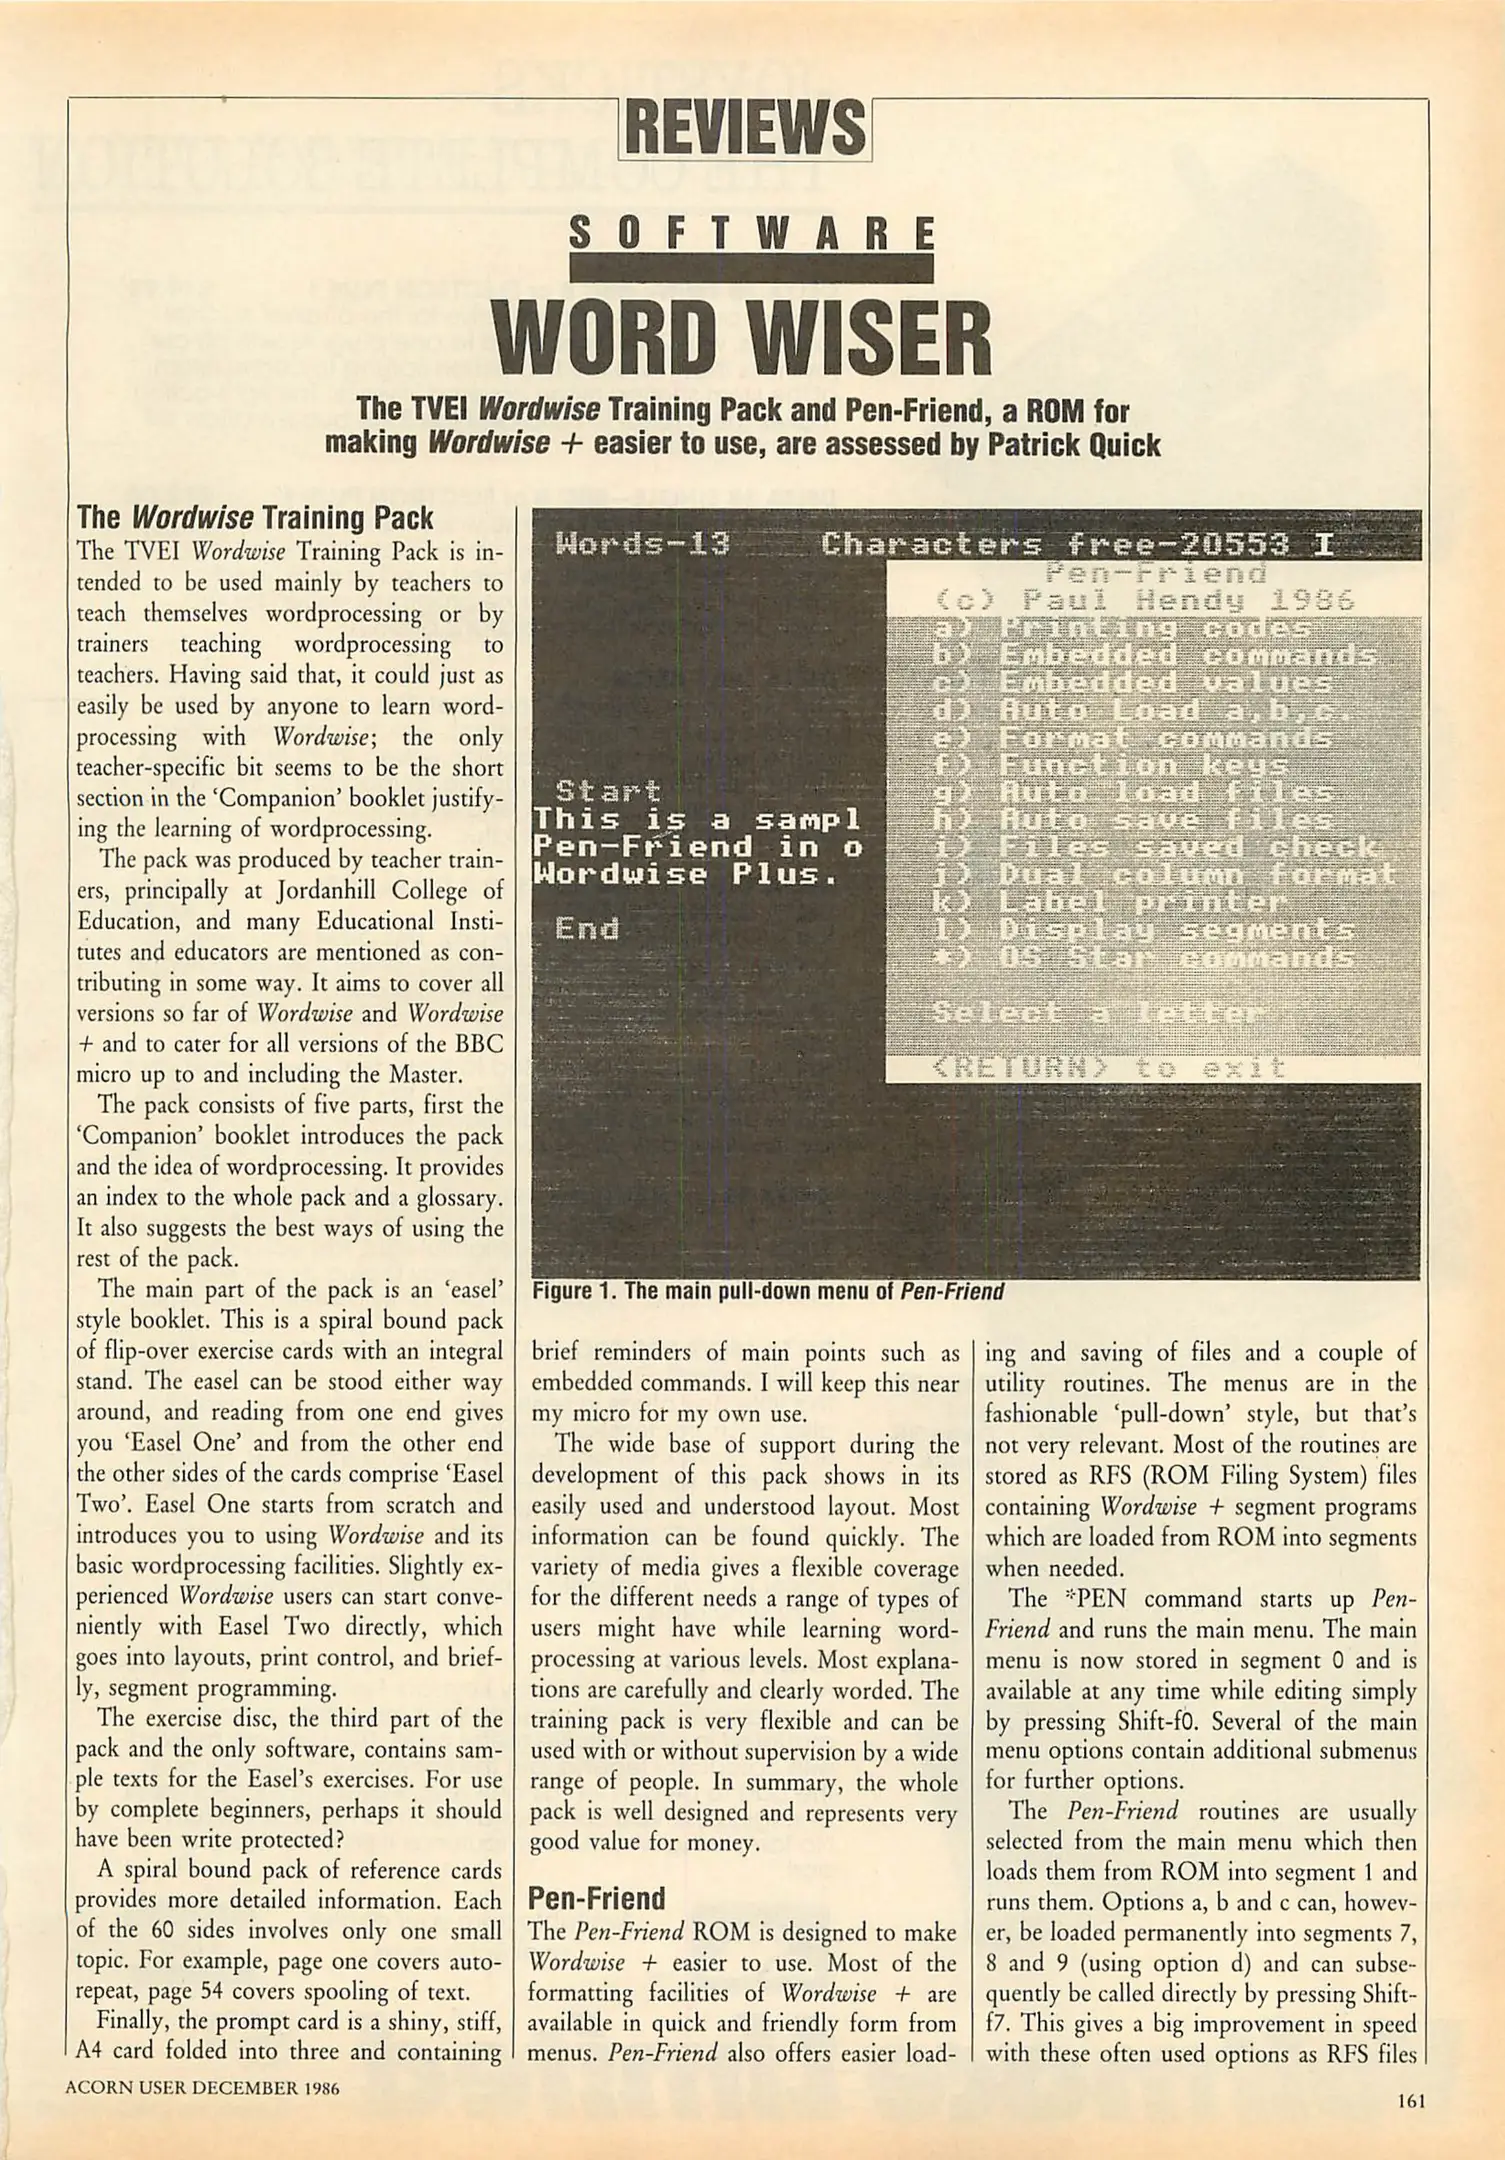 REVIEWS
SOFTWARE
WORD WISER
The TVEI Wordwise Training Pack and Pen-Friend, a ROM for
making Wordwise + easier to use, are assessed by Patrick Quick
The Wordwise Training Pack
The TVEI Wordwise Training Pack is in-
tended to be used mainly by teachers to
teach themselves wordprocessing or by
trainers teaching wordprocessing to
teachers. Having said that, it could just as
easily be used by anyone to learn word-
processing with Wordwise; the only
teacher-specific bit seems to be the short
section in the ‘Companion’ booklet justify-
ing the learning of wordprocessing.
The pack was produced by teacher train-
ers, principally at Jordanhill College of
Education, and many Educational Insti-
tutes and educators are mentioned as con-
tributing in some way. It aims to cover all
versions so far of Wordwise and Wordwise
+ and to cater for all versions of the BBC
micro up to and including the Master.
The pack consists of five parts, first the
‘Companion’ booklet introduces the pack
and the idea of wordprocessing. It provides
an index to the whole pack and a glossary.
It also suggests the best ways of using the
rest of the pack.
The main part of the pack is an ‘easel’
style booklet. This is a spiral bound pack
of flip-over exercise cards with an integral
stand. The easel can be stood either way
around, and reading from one end gives
you ‘Easel One’ and from the other end
the other sides of the cards comprise ‘Easel
Two’. Easel One starts from scratch and
introduces you to using Wordwise and its
basic wordprocessing facilities. Slightly ex-
perienced Wordwise users can start conve-
niently with Easel Two directly, which
goes into layouts, print control, and brief-
ly, segment programming.
The exercise disc, the third part of the
pack and the only software, contains sam-
ple texts for the Easel’s exercises. For use
by complete beginners, perhaps it should
have been write protected?
A spiral bound pack of reference cards
provides more detailed information. Each
of the 60 sides involves only one small
topic. For example, page one covers auto-
repeat, page 54 covers spooling of text.
Finally, the prompt card is a shiny, stiff,
A4 card folded into three and containing
Words-13 Characters free-20553 I
Pen-Friend
(c) Paul Hendy 1986
a) Printing codes
b) Embedded commands
c) Embedded values
d) Auto Load a,b,c.
e) Format commands
f) Function keys
g) Auto load files
h) Auto save files
i) Files saved check
j) Dual column format
k) Label printer
l) Display segments
*) OS Star commands
Select a letter
<RETURN> to exit
Start
This is a sampl
Pen-Friend in o
Wordwise Plus.
End
Figure 1. The main pull-down menu of Pen-Friend
brief reminders of main points such as
embedded commands. I will keep this near
my micro for my own use.
The wide base of support during the
development of this pack shows in its
easily used and understood layout. Most
information can be found quickly. The
variety of media gives a flexible coverage
for the different needs a range of types of
users might have while learning word-
processing at various levels. Most explana-
tions are carefully and clearly worded. The
training pack is very flexible and can be
used with or without supervision by a wide
range of people. In summary, the whole
pack is well designed and represents very
good value for money.
Pen-Friend
The Pen-Friend ROM is designed to make
Wordwise + easier to use. Most of the
formatting facilities of Wordwise + are
available in quick and friendly form from
menus. Pen-Friend also offers easier load-
ing and saving of files and a couple of
utility routines. The menus are in the
fashionable ‘pull-down’ style, but that’s
not very relevant. Most of the routines are
stored as RFS (ROM Filing System) files
containing Wordwise + segment programs
which are loaded from ROM into segments
when needed.
The *PEN command starts up Pen-
Friend and runs the main menu. The main
menu is now stored in segment 0 and is
available at any time while editing simply
by pressing Shift-f0. Several of the main
menu options contain additional submenus
for further options.
The Pen-Friend routines are usually
selected from the main menu which then
loads them from ROM into segment 1 and
runs them. Options a, b and c can, howev-
er, be loaded permanently into segments 7,
8 and 9 (using option d) and can subse-
quently be called directly by pressing Shift-
f7. This gives a big improvement in speed
with these often used options as RFS files
ACORN USER DECEMBER 1986
161